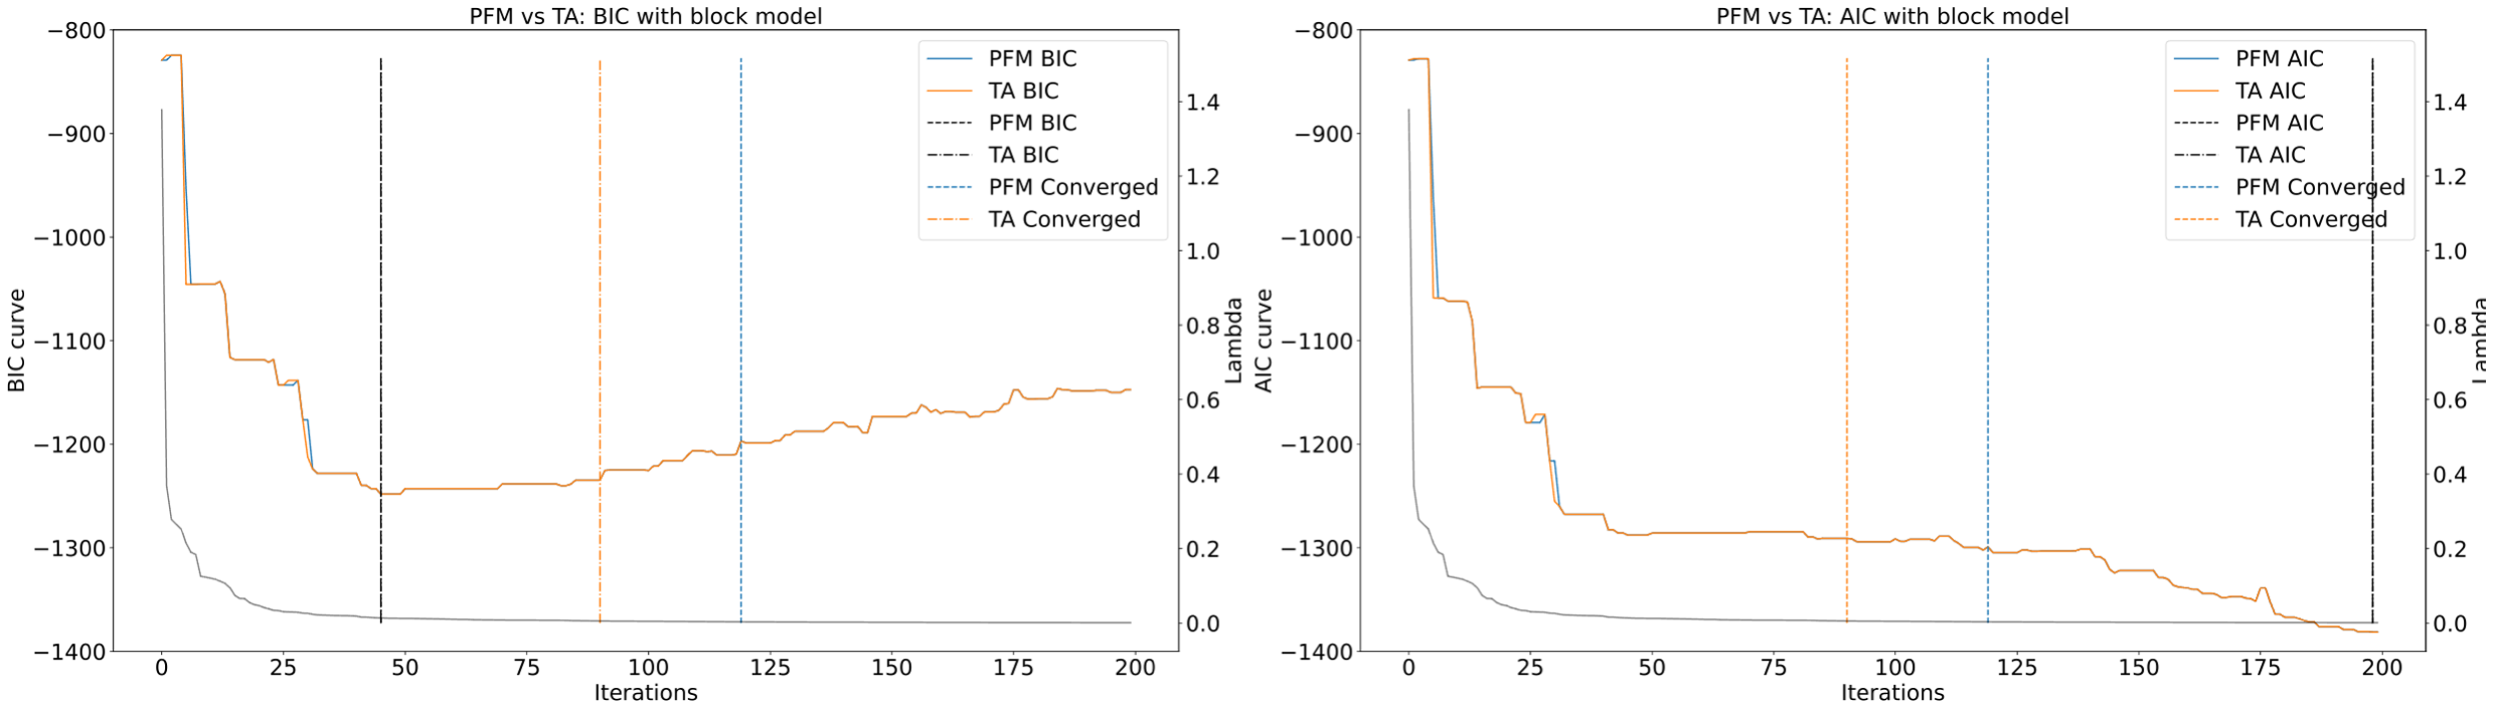 PFM vs TA: BIC with block model
−800
−900
−1000
−1100
−1200
−1300
−1400
BIC curve
0
25
50
75
100
125
150
175
200
Iterations
1.4
1.2
1.0
0.8
0.6
0.4
0.2
0.0
Lambda
PFM BIC
TA BIC
PFM BIC
TA BIC
PFM Converged
TA Converged
PFM vs TA: AIC with block model
−800
−900
−1000
−1100
−1200
−1300
−1400
AIC curve
0
25
50
75
100
125
150
175
200
Iterations
1.4
1.2
1.0
0.8
0.6
0.4
0.2
0.0
Lambda
PFM AIC
TA AIC
PFM AIC
TA AIC
PFM Converged
TA Converged